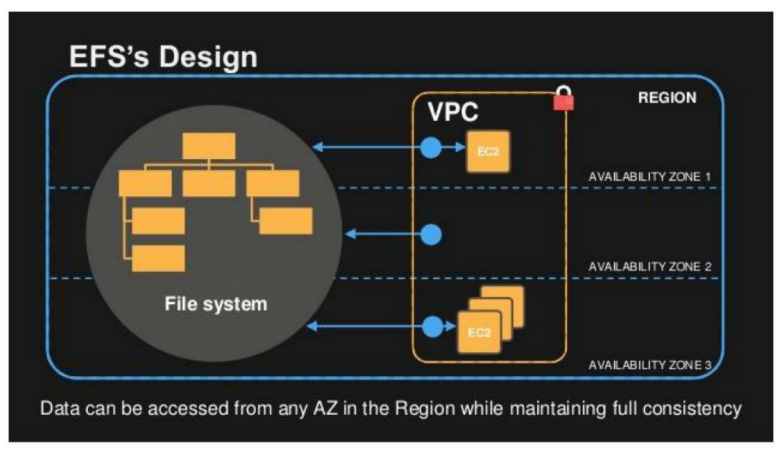 EFS's Design
REGION
VPC
EC2
AVAILABILITY ZONE 1
AVAILABILITY ZONE 2
File system
EC2
AVAILABILITY ZONE 3
Data can be accessed from any AZ in the Region while maintaining full consistency